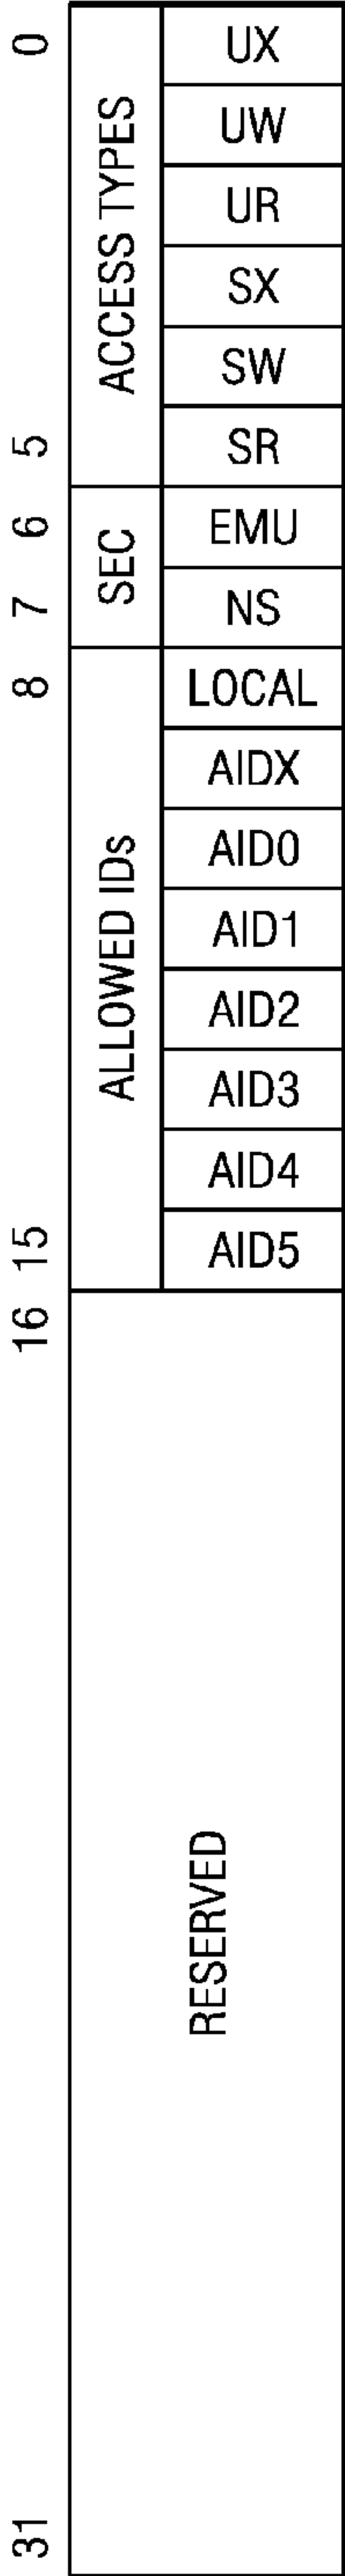 0
ACCESS TYPES
UX
UW
UR
SX
SW
5
SR
6
SEC
EMU
7
NS
8
ALLOWED IDs
LOCAL
AIDX
AID0
AID1
AID2
AID3
AID4
15
AID5
16
RESERVED
31